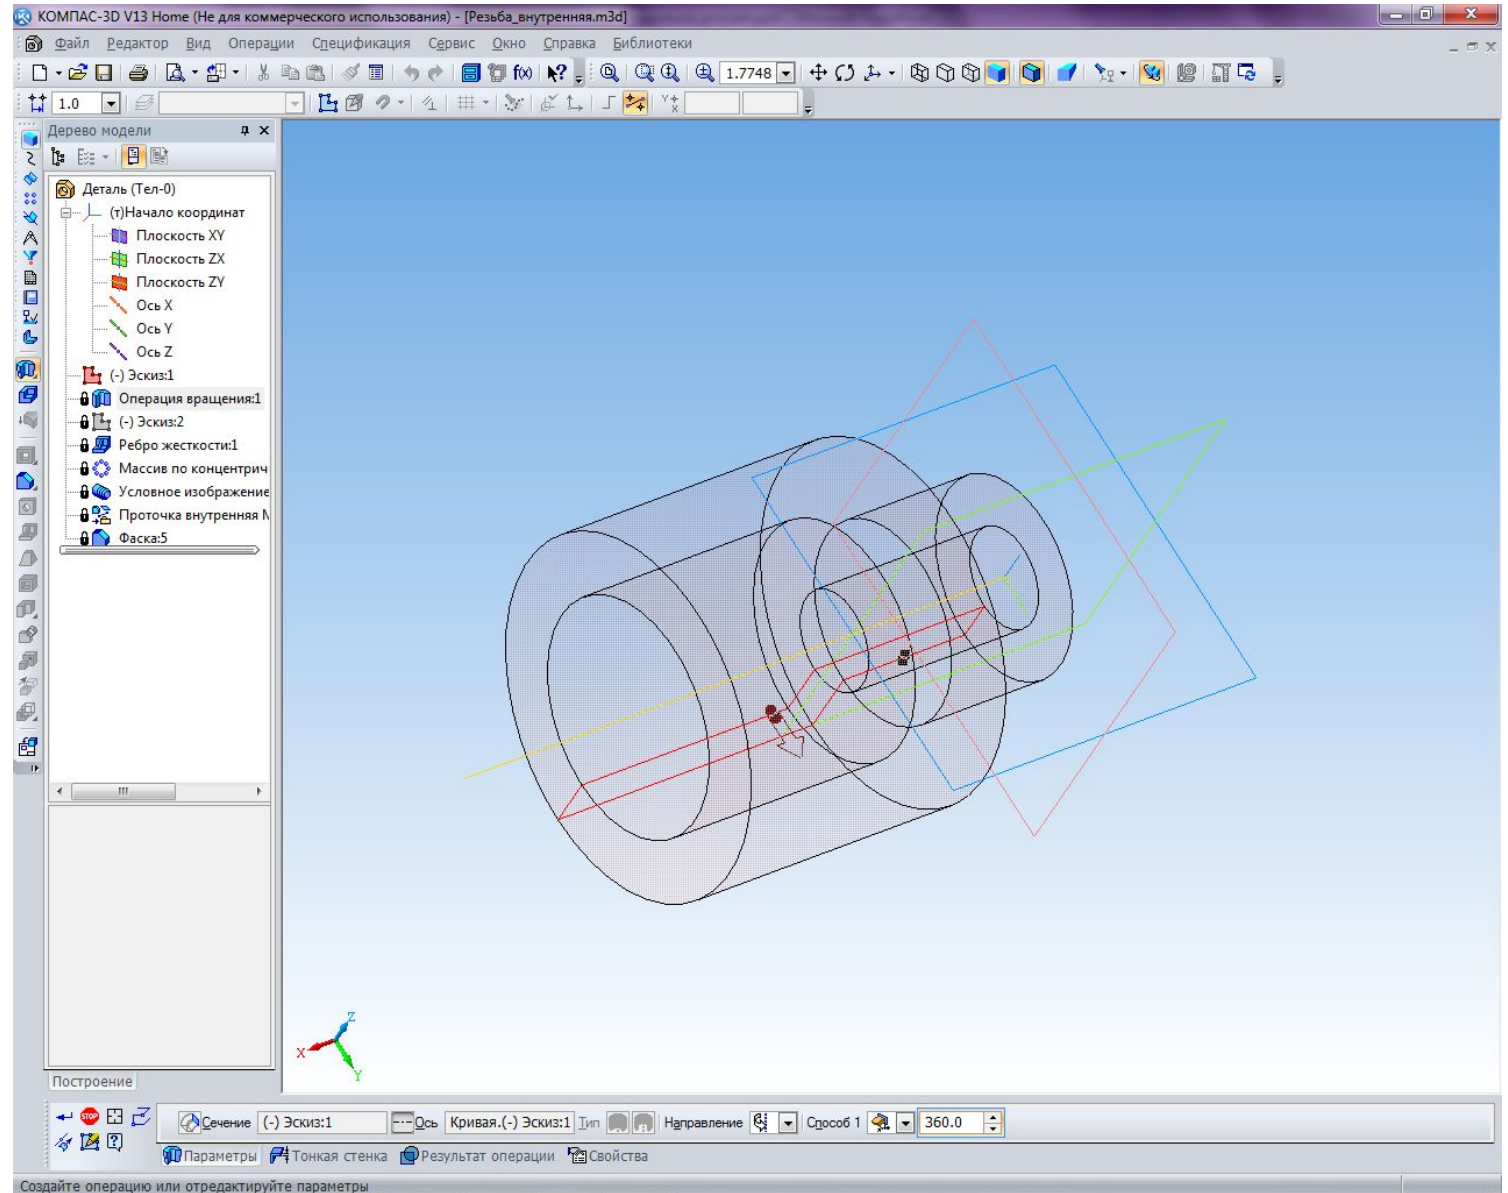 КОМПАС-3D V13 Home (Не для коммерческого использования) - [Резьба_внутренняя.m3d]
Файл Редактор Вид Операции Спецификация Сервис Окно Справка Библиотеки
f(x) 1.7748
1.0
Дерево модели
Деталь (Тел-0)
(т)Начало координат
Плоскость XY
Плоскость ZX
Плоскость ZY
Ось X
Ось Y
Ось Z
(-) Эскиз:1
Операция вращения:1
(-) Эскиз:2
Ребро жесткости:1
Массив по концентрич
Условное изображение
Проточка внутренняя
Фаска:5
Z
X
Y
Построение
STOP Сечение (-) Эскиз:1 Ось Кривая.(-) Эскиз:1 Тип Направление Способ 1 360.0
Параметры Тонкая стенка Результат операции Свойства
Создайте операцию или отредактируйте параметры